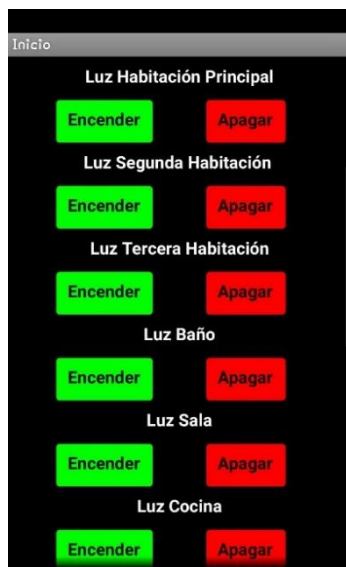 Inicio
Luz Habitación Principal
Encender Apagar
Luz Segunda Habitación
Encender Apagar
Luz Tercera Habitación
Encender Apagar
Luz Baño
Encender Apagar
Luz Sala
Encender Apagar
Luz Cocina
Encender Apagar